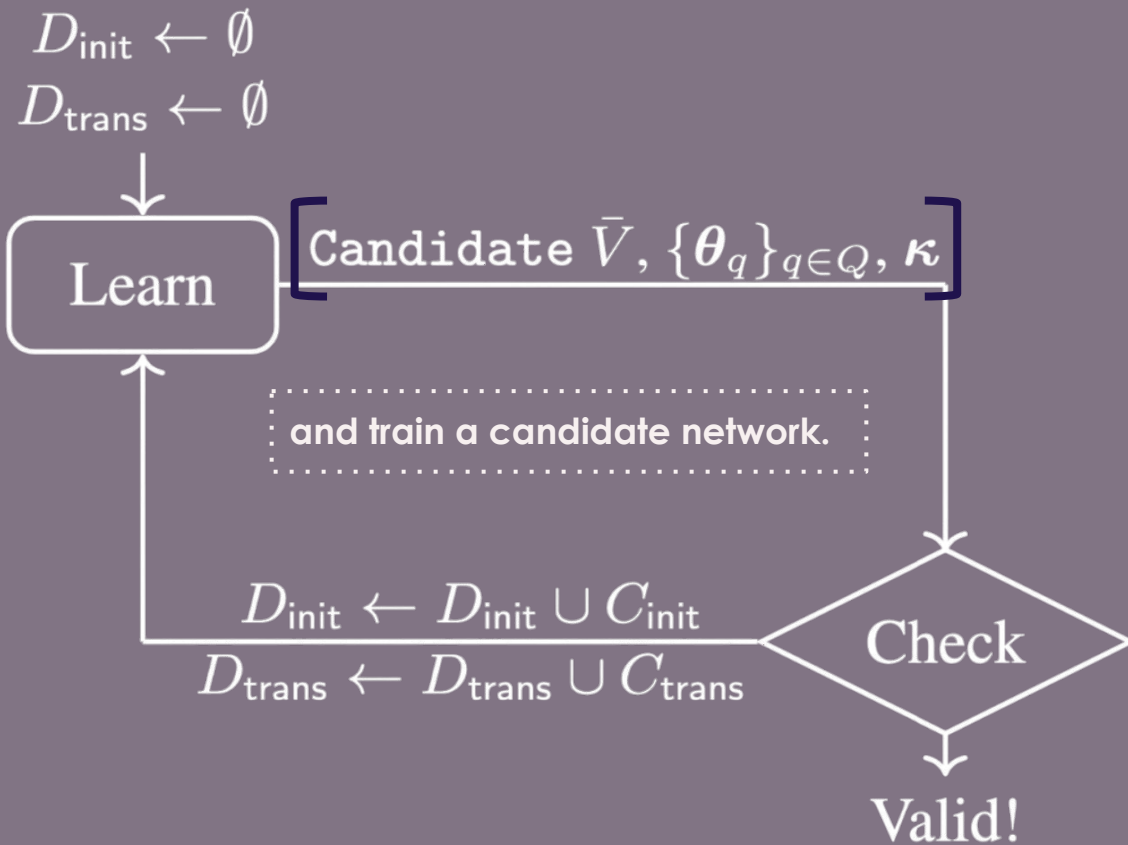 D_init ← ∅
D_trans ← ∅
Learn
Candidate V̄, {θ_q}_{q∈Q}, κ
and train a candidate network.
D_init ← D_init ∪ C_init
D_trans ← D_trans ∪ C_trans
Check
Valid!